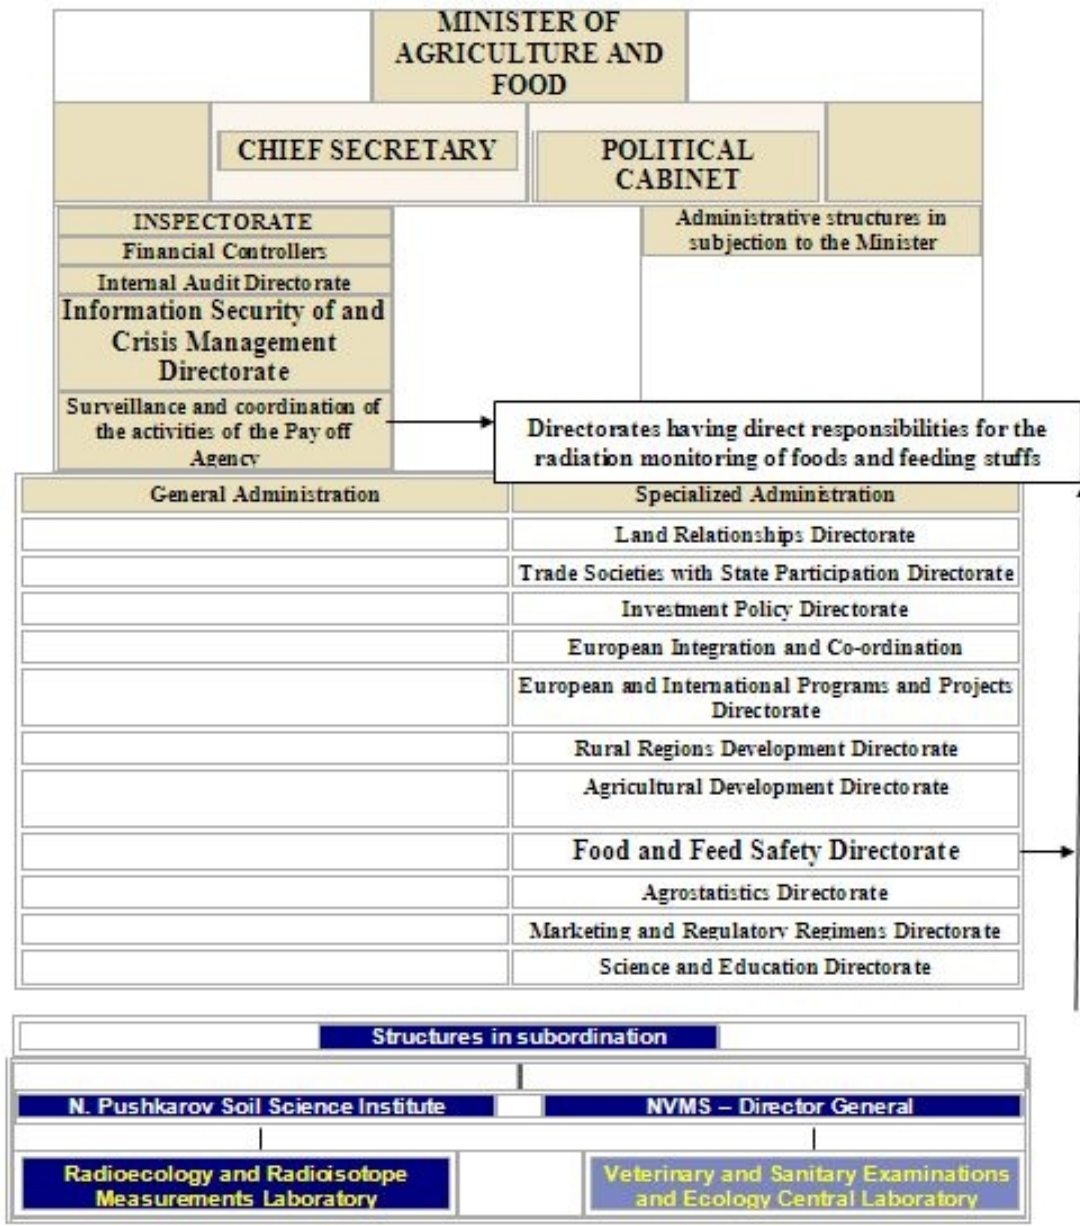 MINISTER OF
AGRICULTURE AND
FOOD
CHIEF SECRETARY
POLITICAL
CABINET
INSPECTORATE
Financial Controllers
Internal Audit Directorate
Information Security of and
Crisis Management
Directorate
Surveillance and coordination of
the activities of the Pay off
Agency
Administrative structures in
subjection to the Minister
Directorates having direct responsibilities for the
radiation monitoring of foods and feeding stuffs
General Administration
Specialized Administration
Land Relationships Directorate
Trade Societies with State Participation Directorate
Investment Policy Directorate
European Integration and Co-ordination
European and International Programs and Projects
Directorate
Rural Regions Development Directorate
Agricultural Development Directorate
Food and Feed Safety Directorate
Agrostatistics Directorate
Marketing and Regulatory Regimens Directorate
Science and Education Directorate
Structures in subordination
N. Pushkarov Soil Science Institute
NVMS – Director General
Radioecology and Radioisotope
Measurements Laboratory
Veterinary and Sanitary Examinations
and Ecology Central Laboratory